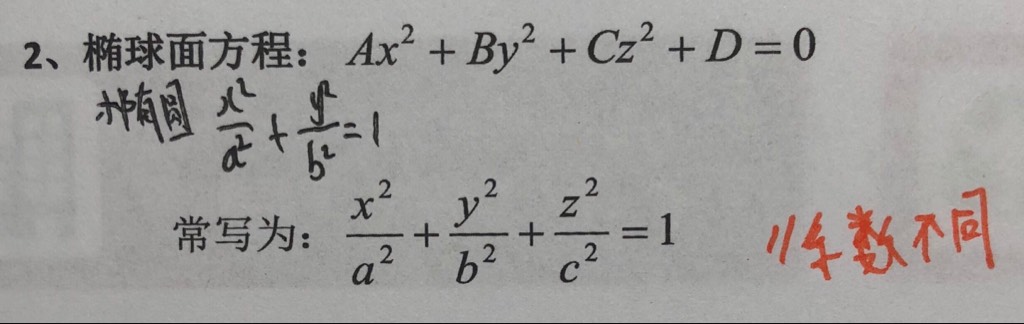 2、椭球面方程： Ax² + By² + Cz² + D = 0
椭圆 x²/a² + y²/b² = 1
常写为： x²/a² + y²/b² + z²/c² = 1 //系数不同